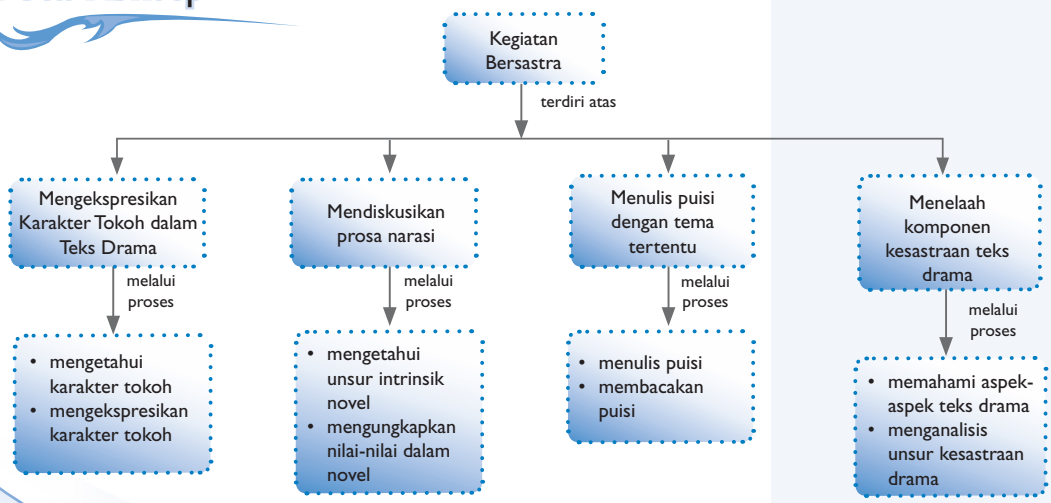 Kegiatan
Bersastra
terdiri atas
Mengekspresikan
Karakter Tokoh dalam
Teks Drama
Mendiskusikan
prosa narasi
Menulis puisi
dengan tema
tertentu
Menelaah
komponen
kesastraan teks
drama
melalui
proses
melalui
proses
melalui
proses
melalui
proses
• mengetahui
karakter tokoh
• mengekspresikan
karakter tokoh
• mengetahui
unsur intrinsik
novel
• mengungkapkan
nilai-nilai dalam
novel
• menulis puisi
• membacakan
puisi
• memahami aspek-
aspek teks drama
• menganalisis
unsur kesastraan
drama